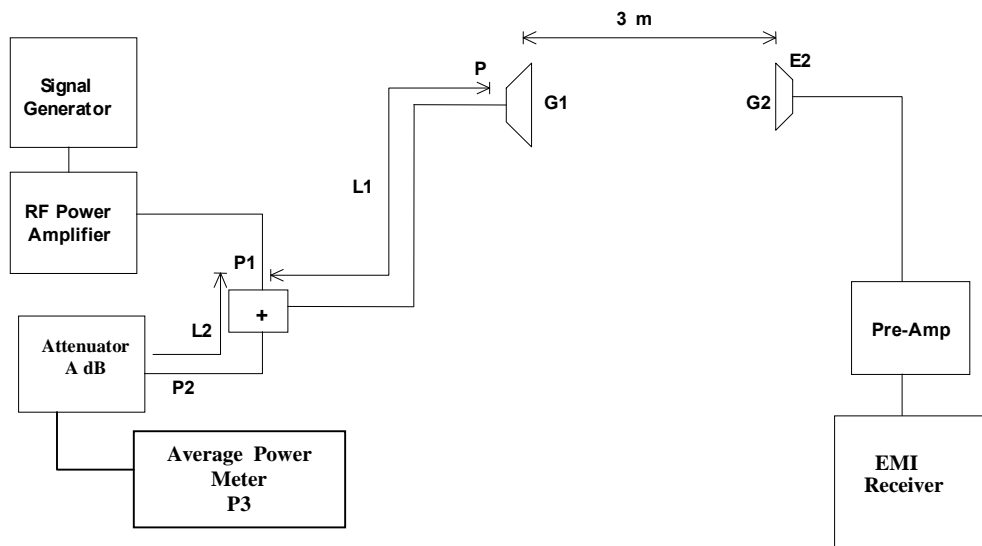 3 m
P
E2
G1
G2
Signal
Generator
L1
RF Power
Amplifier
P1
+
L2
Attenuator
A dB
P2
Pre-Amp
Average Power
Meter
P3
EMI
Receiver